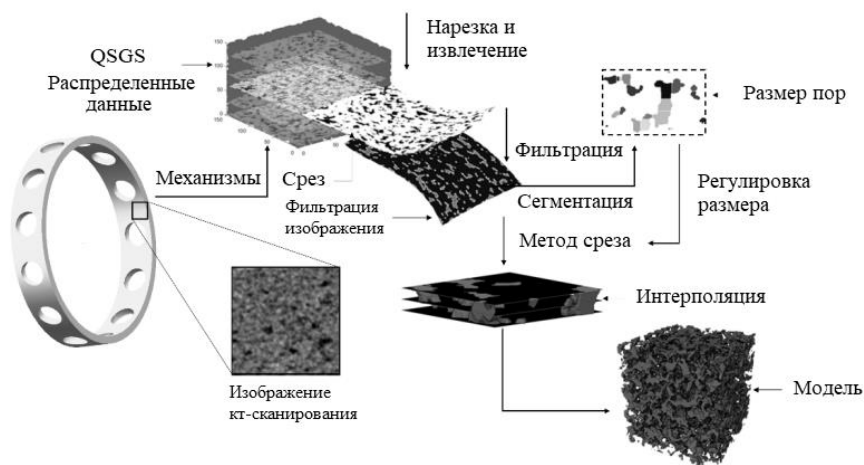 QSGS
Распределенные
данные
Нарезка и
извлечение
Размер пор
Механизмы
Срез
Фильтрация
Фильтрация
изображения
Сегментация
Регулировка
размера
Метод среза
Интерполяция
Изображение
кт-сканирования
Модель